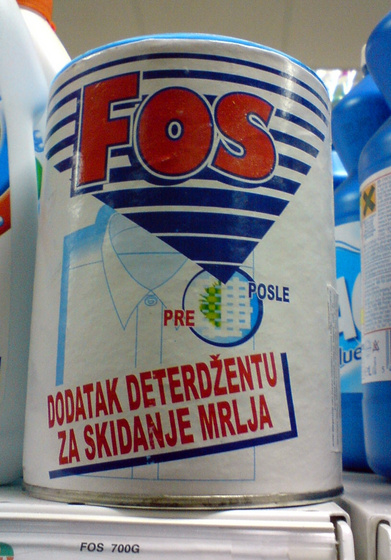 FOS
POSLE
PRE
DODATAK DETERDŽENTU
ZA SKIDANJE MRLJA
FOS 700G